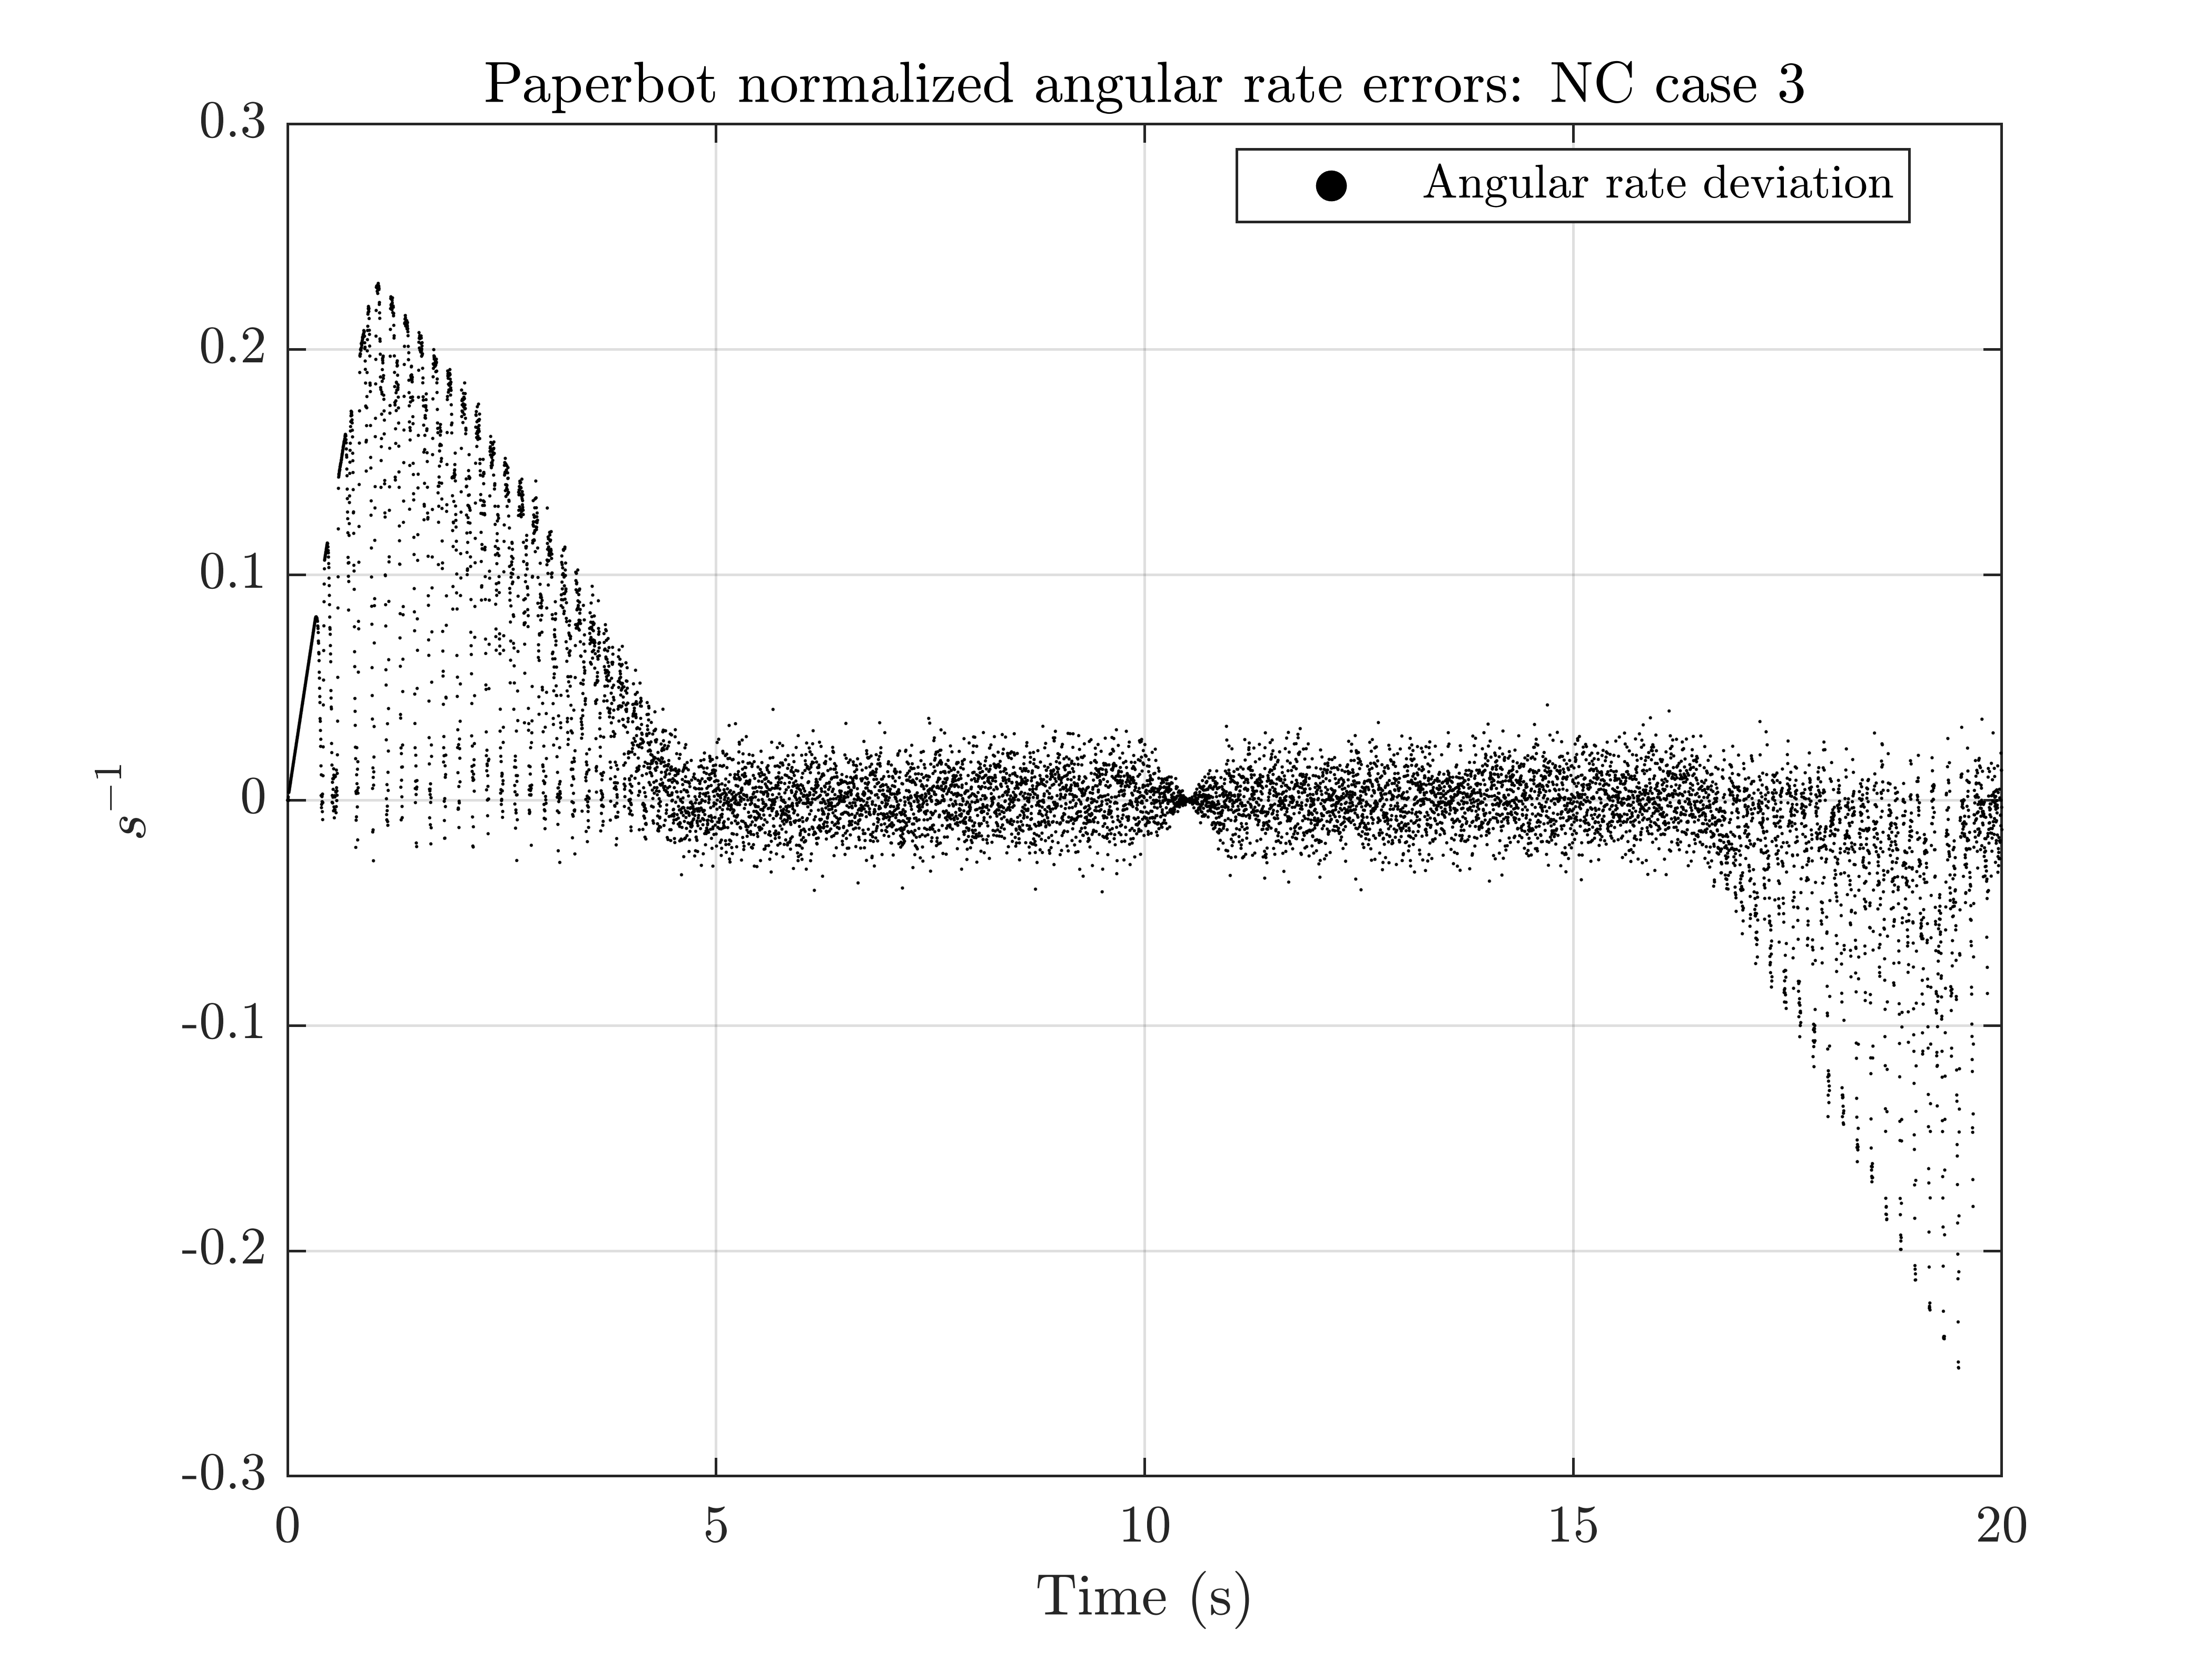 Paperbot normalized angular rate errors: NC case 3
Angular rate deviation
0.3
0.2
0.1
0
-0.1
-0.2
-0.3
s⁻¹
0 5 10 15 20
Time (s)